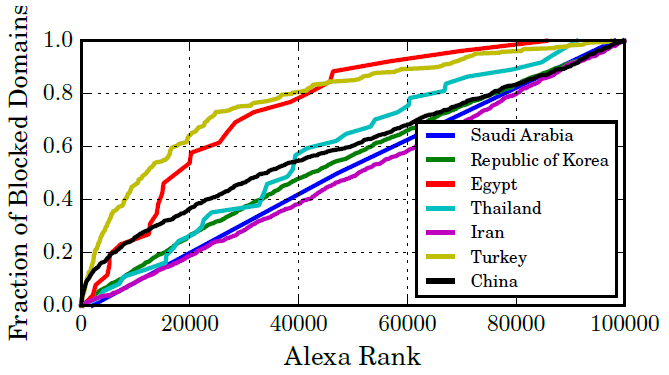 Fraction of Blocked Domains
1.0
0.8
0.6
0.4
0.2
0.0
Saudi Arabia
Republic of Korea
Egypt
Thailand
Iran
Turkey
China
0 20000 40000 60000 80000 100000
Alexa Rank